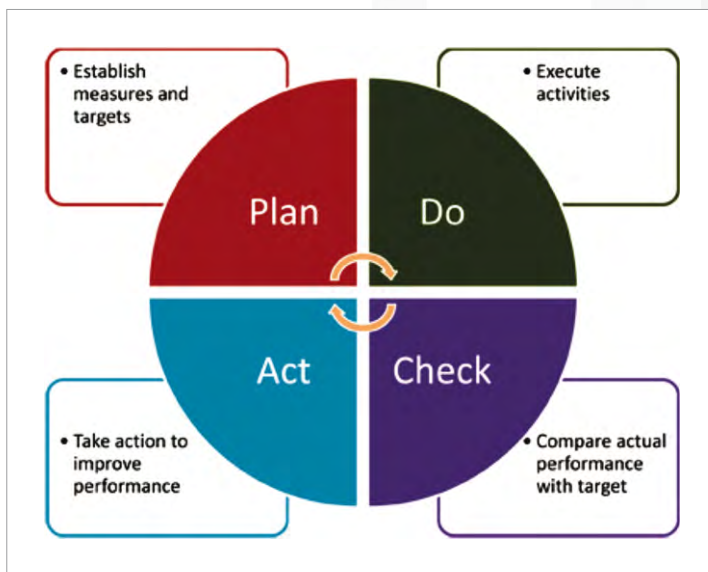 • Establish
measures and
targets
• Execute
activities
Plan
Do
Act
Check
• Take action to
improve
performance
• Compare actual
performance
with target